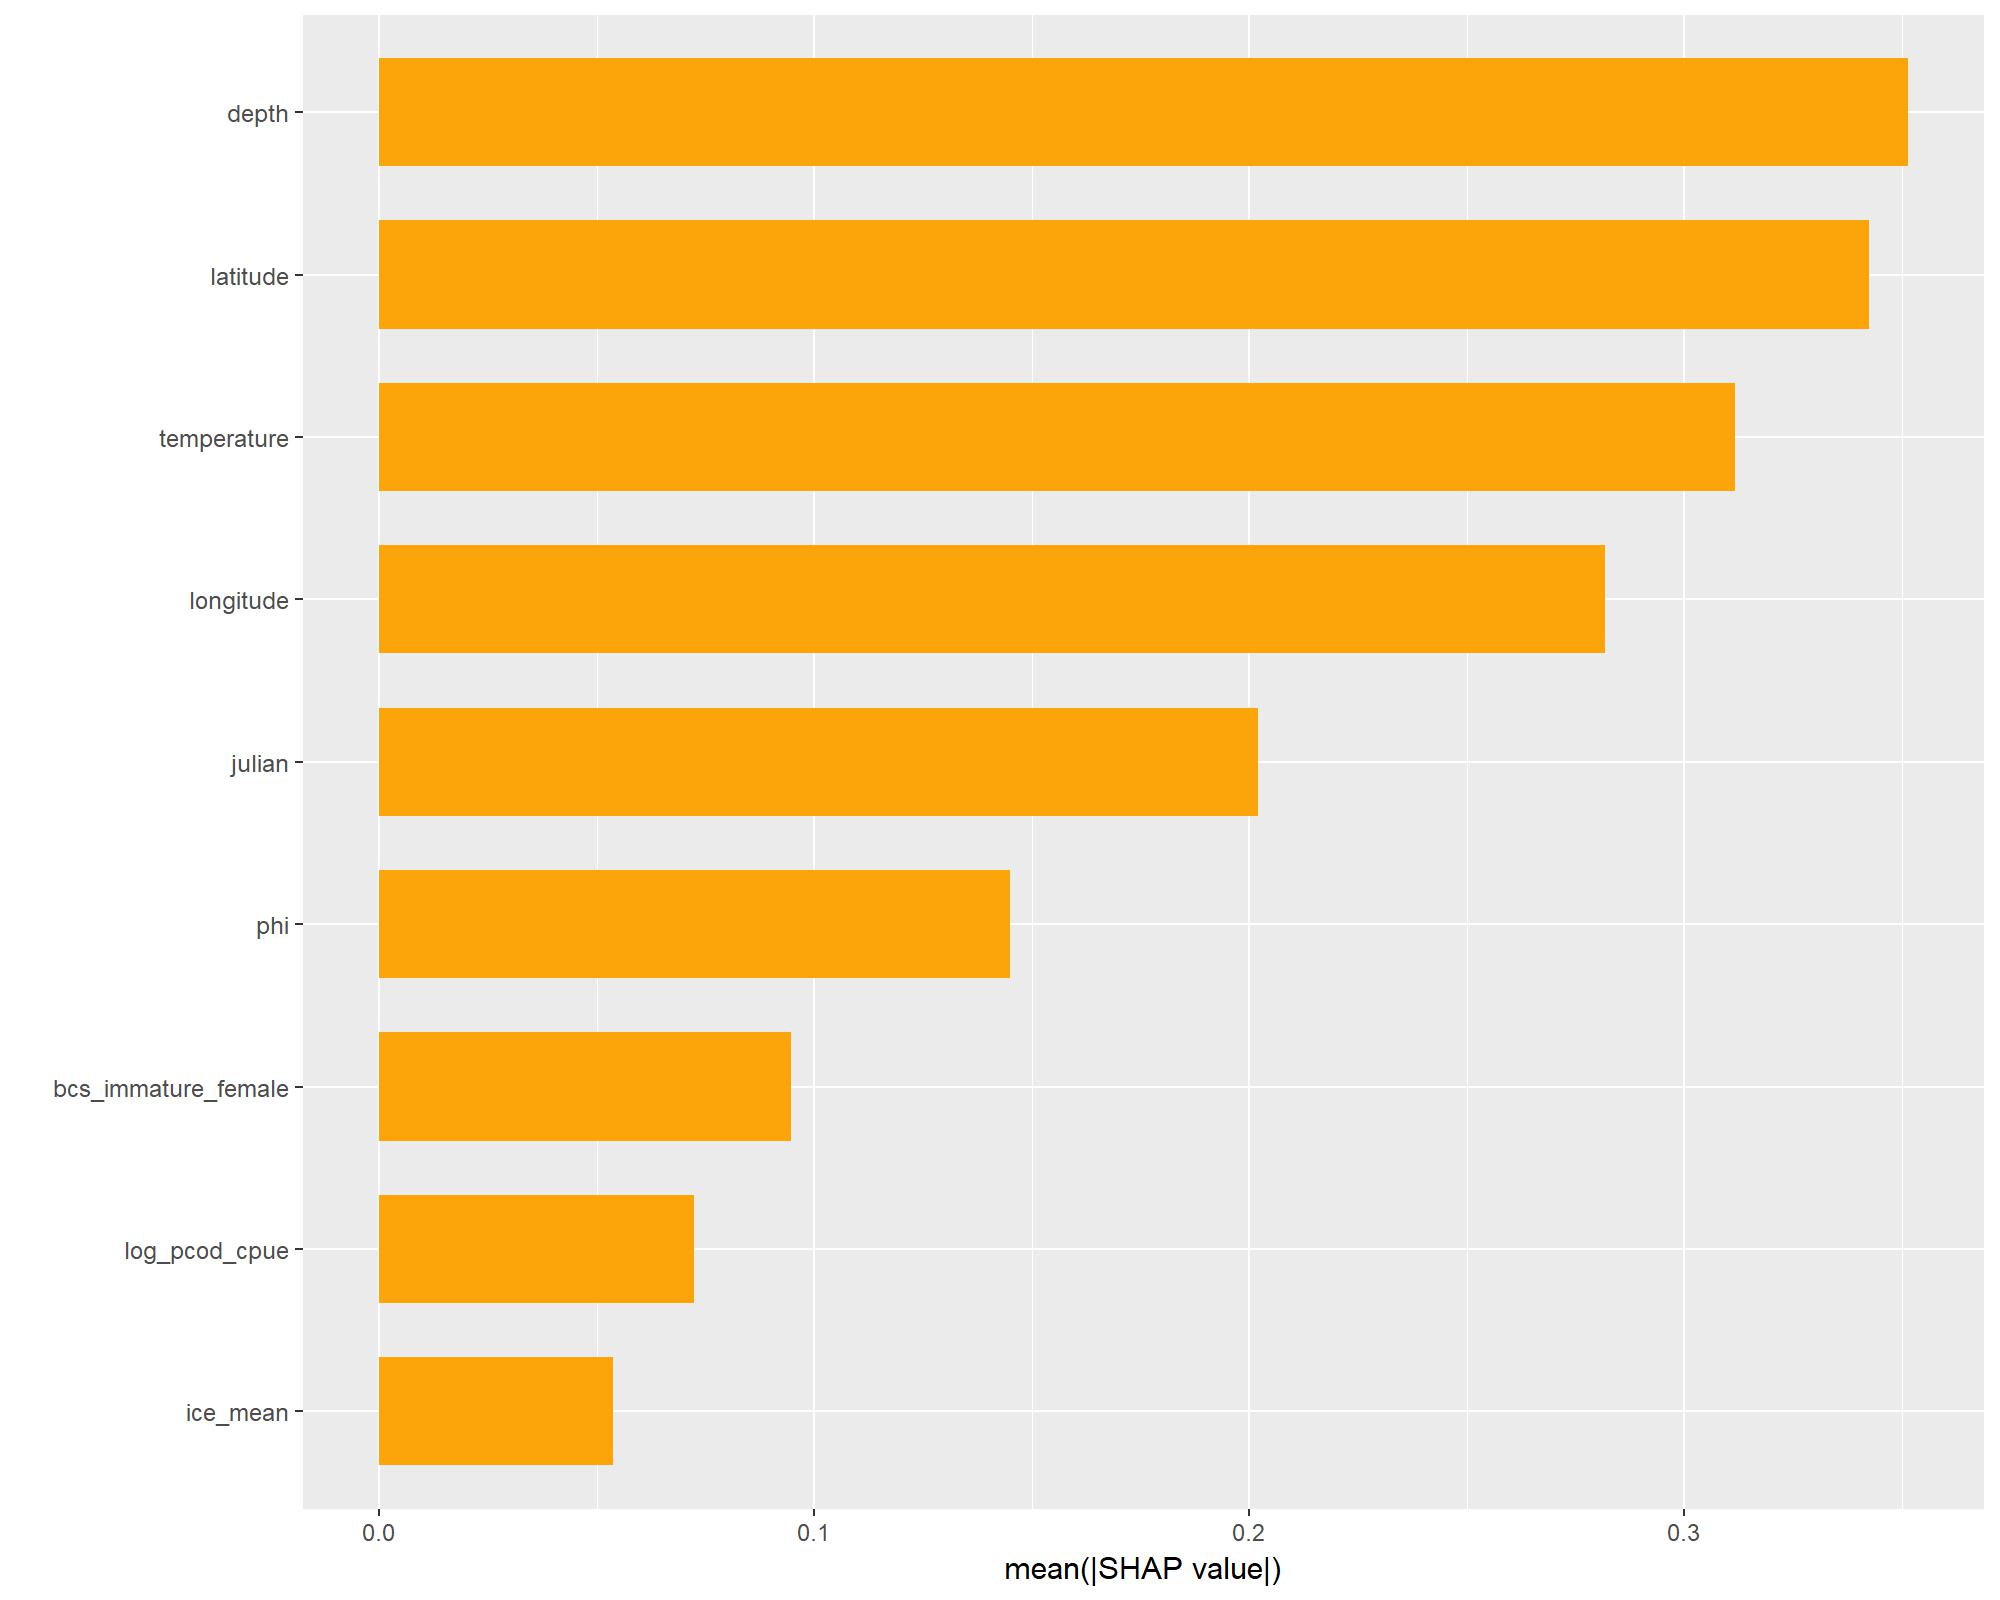 depth
latitude
temperature
longitude
julian
phi
bcs_immature_female
log_pcod_cpue
ice_mean
0.0 0.1 0.2 0.3
mean(|SHAP value|)